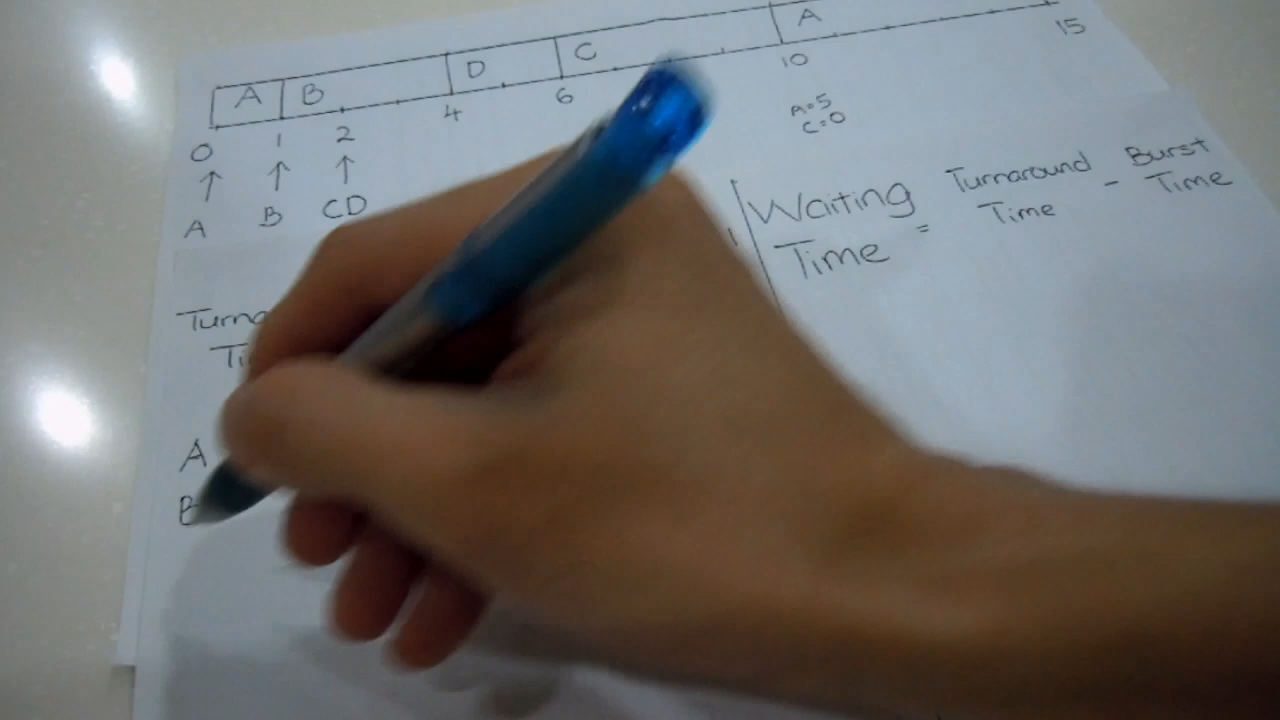 A B D C A
0 1 2 4 6 10 15
↑ ↑ ↑
A B CD
A=5
C=0
Waiting Time = Turnaround Time - Burst Time
A
B